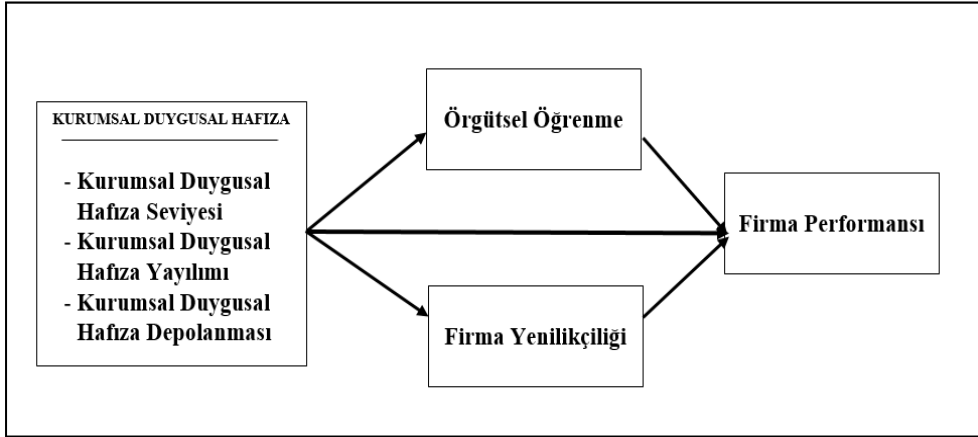 KURUMSAL DUYGUSAL HAFIZA
- Kurumsal Duygusal
Hafıza Seviyesi
- Kurumsal Duygusal
Hafıza Yayılımı
- Kurumsal Duygusal
Hafıza Depolanması
Örgütsel Öğrenme
Firma Yenilikçiliği
Firma Performansı